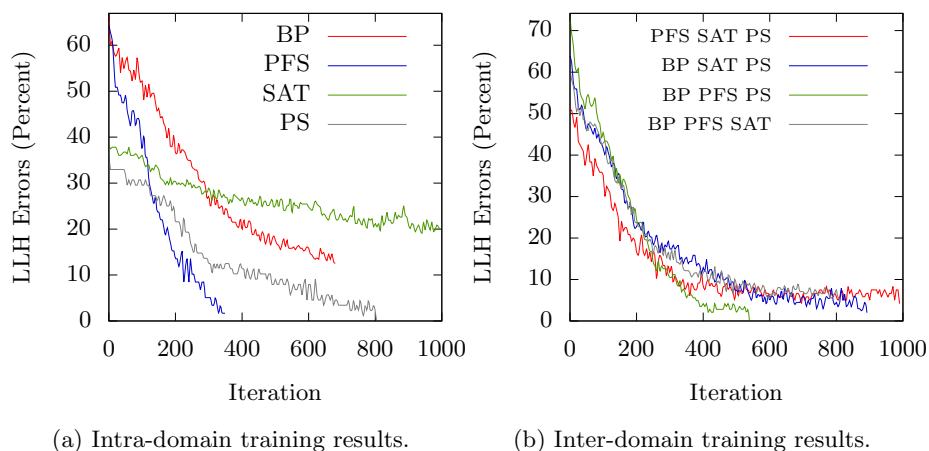 LLH Errors (Percent)
60
50
40
30
20
10
0
0 200 400 600 800 1000
Iteration
BP
PFS
SAT
PS
(a) Intra-domain training results.
LLH Errors (Percent)
70
60
50
40
30
20
10
0
0 200 400 600 800 1000
Iteration
PFS SAT PS
BP SAT PS
BP PFS PS
BP PFS SAT
(b) Inter-domain training results.